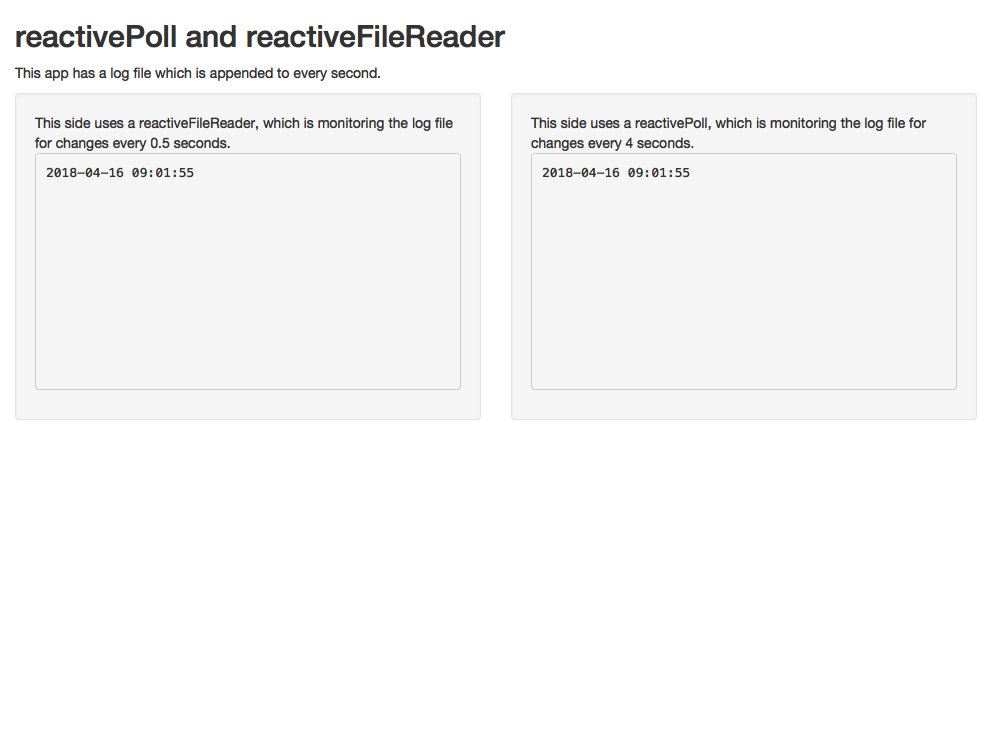 reactivePoll and reactiveFileReader
This app has a log file which is appended to every second.
This side uses a reactiveFileReader, which is monitoring the log file
for changes every 0.5 seconds.
2018-04-16 09:01:55
This side uses a reactivePoll, which is monitoring the log file for
changes every 4 seconds.
2018-04-16 09:01:55